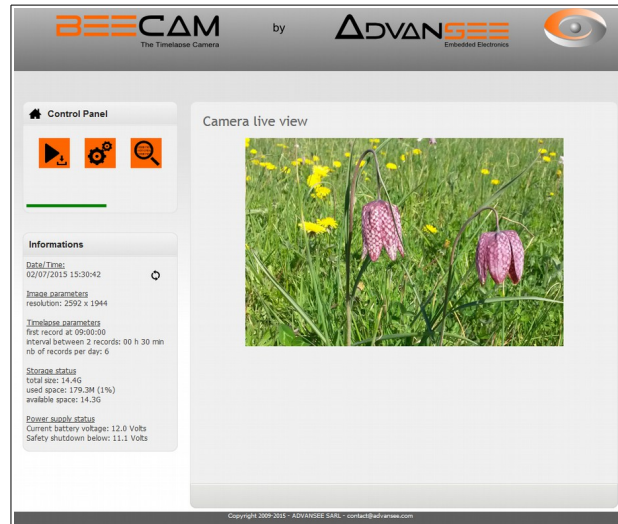 BEECAM
The Timelapse Camera
by
ADVANSEE
Embedded Electronics
Control Panel
Informations
Date/Time:
02/07/2015 15:30:42
Image parameters
resolution: 2592 x 1944
Timelapse parameters
first record at 09:00:00
interval between 2 records: 00 h 30 min
nb of records per day: 6
Storage status
total size: 14.4G
used space: 179.3M (1%)
available space: 14.3G
Power supply status
Current battery voltage: 12.0 Volts
Safety shutdown below: 11.1 Volts
Camera live view
Copyright 2009-2015 - ADVANSEE SARL - contact@advansee.com